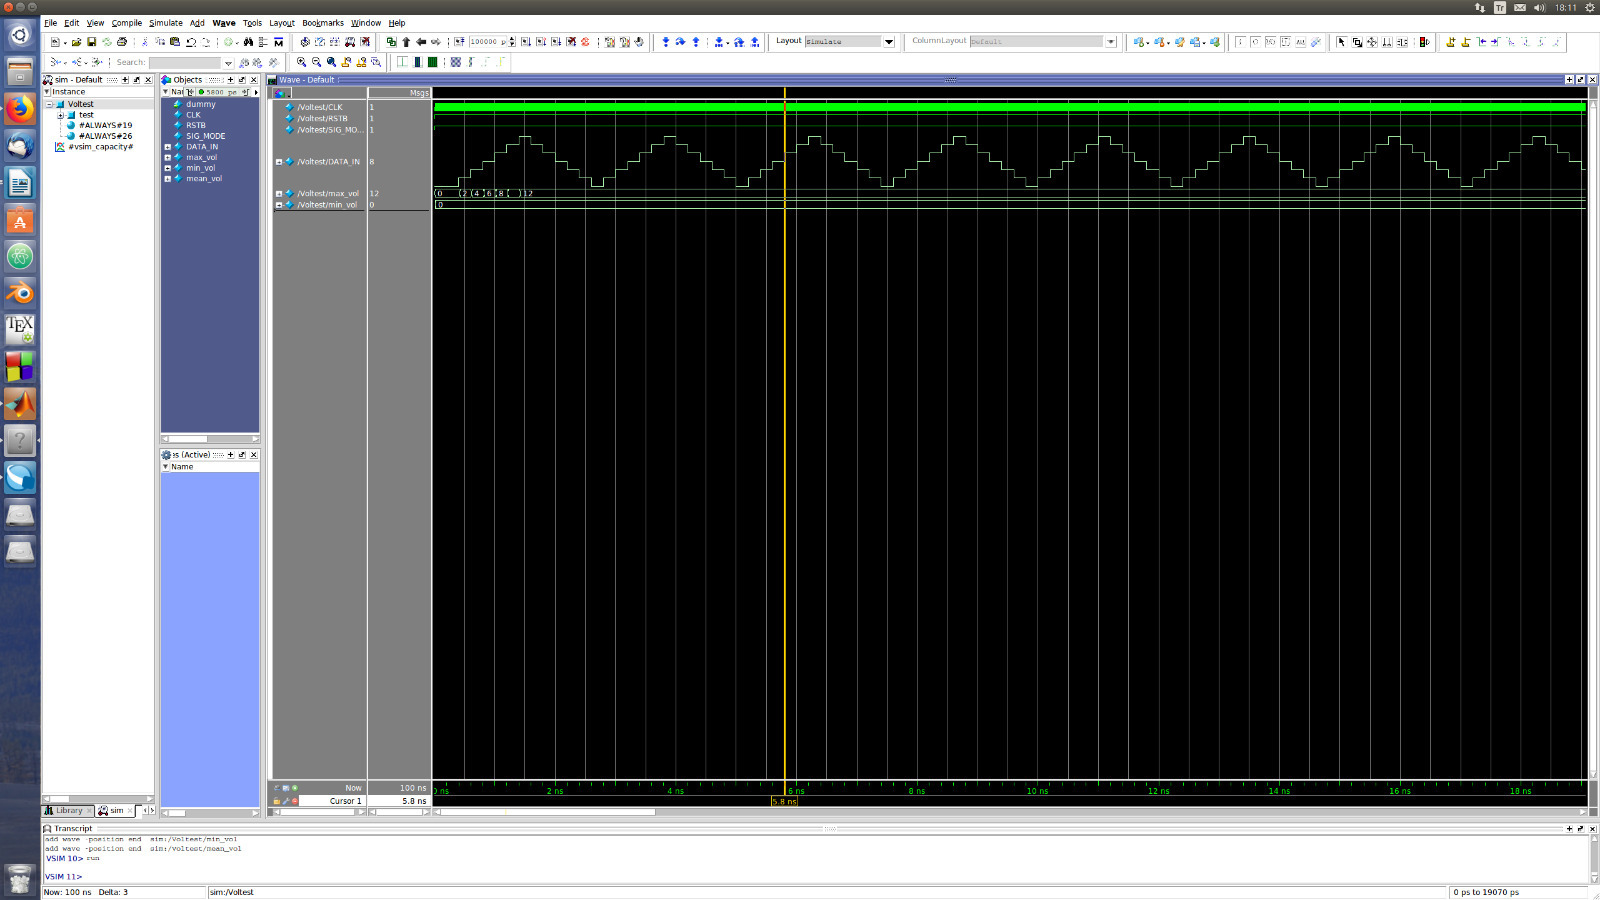 Tr 18:11
File Edit View Compile Simulate Add Wave Tools Layout Bookmarks Window Help
100000 p Layout Simulate ColumnLayout Default
Search:
sim - Default
Instance
Voltest
test
#ALWAYS#19
#ALWAYS#26
#vsim_capacity#
Objects
5800 ps
dummy
CLK
RSTB
SIG_MODE
DATA_IN
max_vol
min_vol
mean_vol
es (Active)
Name
Wave - Default
Msgs
/Voltest/CLK 1
/Voltest/RSTB 1
/Voltest/SIG_MO... 1
/Voltest/DATA_IN 8
/Voltest/max_vol 12 0 2 4 6 8 12
/Voltest/min_vol 0 0
Now 100 ns
Cursor 1 5.8 ns
0 ns 2 ns 4 ns 6 ns 8 ns 10 ns 12 ns 14 ns 16 ns 18 ns
5.8 ns
Library sim
Transcript
add wave -position end sim:/Voltest/min_vol
add wave -position end sim:/Voltest/mean_vol
VSIM 10> run
VSIM 11>
Now: 100 ns Delta: 3 sim:/Voltest 0 ps to 19070 ps
TEX